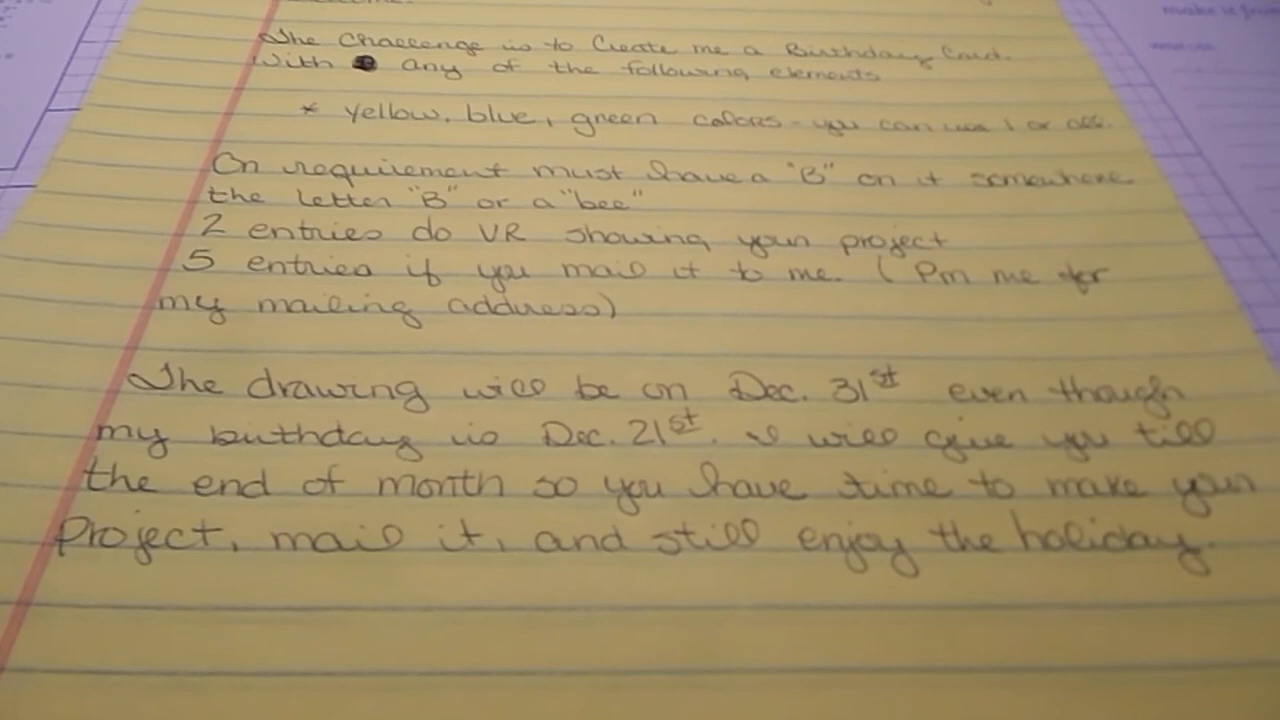 The Challenge is to Create me a Birthday Card.
With any of the following elements
* yellow, blue, green colors - you can use 1 or all.
On requirement must have a "B" on it somewhere
the letter "B" or a "bee"
2 entries do VR showing your project
5 entries if you mail it to me. (Pm me for
my mailing address)
The drawing will be on Dec. 31st even though
my birthday is Dec. 21st. I will give you till
the end of month so you have time to make your
Project, mail it, and still enjoy the holiday.